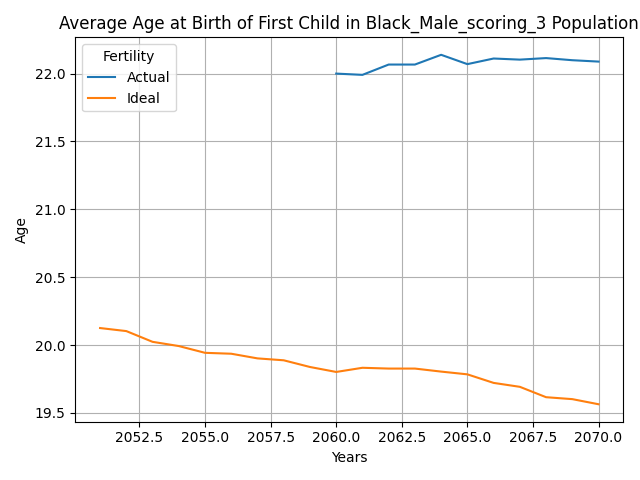 Average Age at Birth of First Child in Black_Male_scoring_3 Population
Fertility
Actual
Ideal
22.0
21.5
21.0
20.5
20.0
19.5
Age
2052.5 2055.0 2057.5 2060.0 2062.5 2065.0 2067.5 2070.0
Years